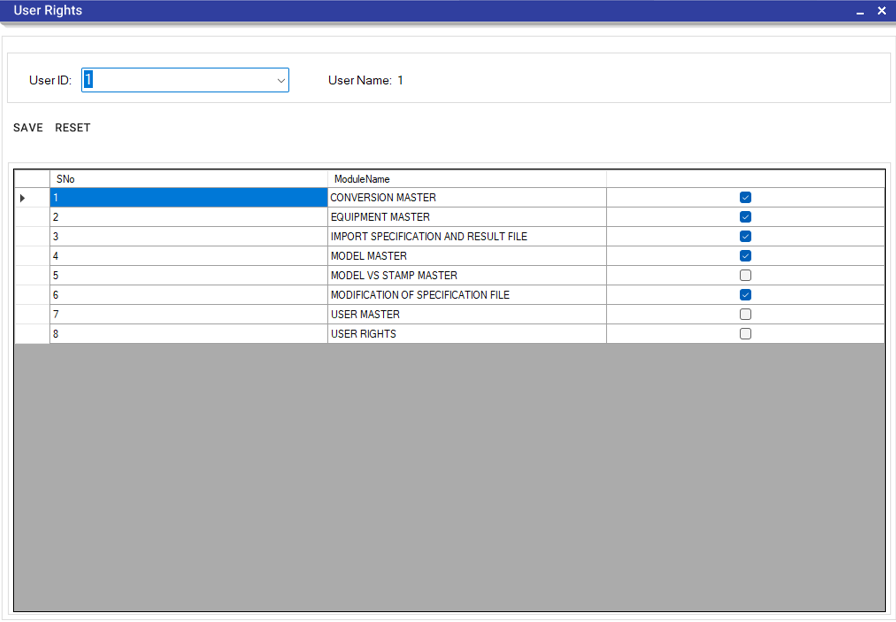 User Rights
User ID: 1 User Name: 1
SAVE RESET
SNo ModuleName
1 CONVERSION MASTER
2 EQUIPMENT MASTER
3 IMPORT SPECIFICATION AND RESULT FILE
4 MODEL MASTER
5 MODEL VS STAMP MASTER
6 MODIFICATION OF SPECIFICATION FILE
7 USER MASTER
8 USER RIGHTS